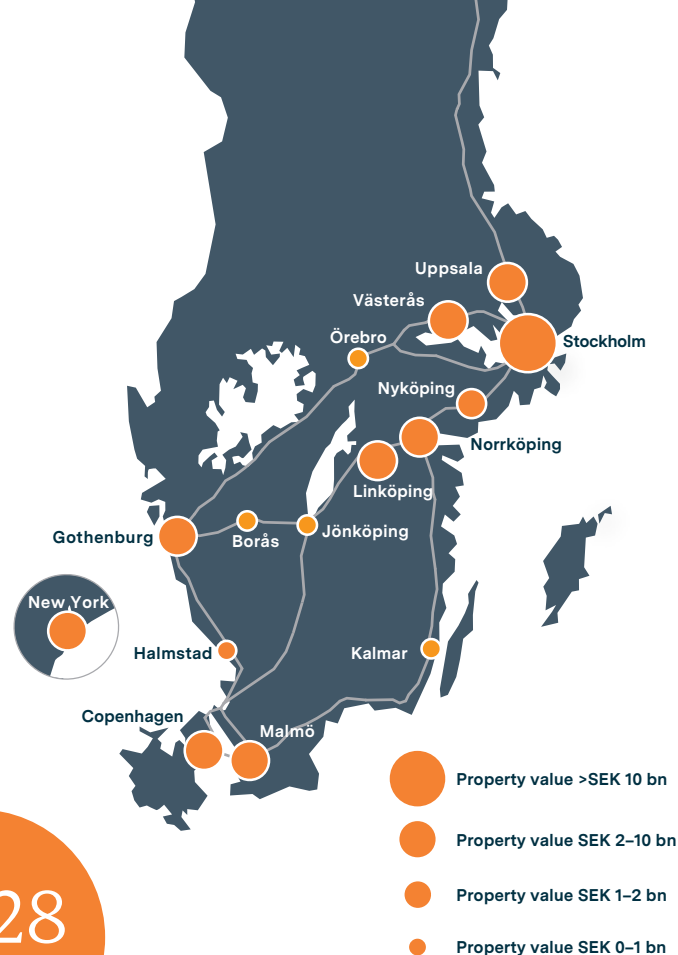 Uppsala
Västerås
Örebro
Stockholm
Nyköping
Norrköping
Linköping
Gothenburg
Borås
Jönköping
New York
Halmstad
Kalmar
Copenhagen
Malmö
Property value >SEK 10 bn
Property value SEK 2–10 bn
Property value SEK 1–2 bn
Property value SEK 0–1 bn
28